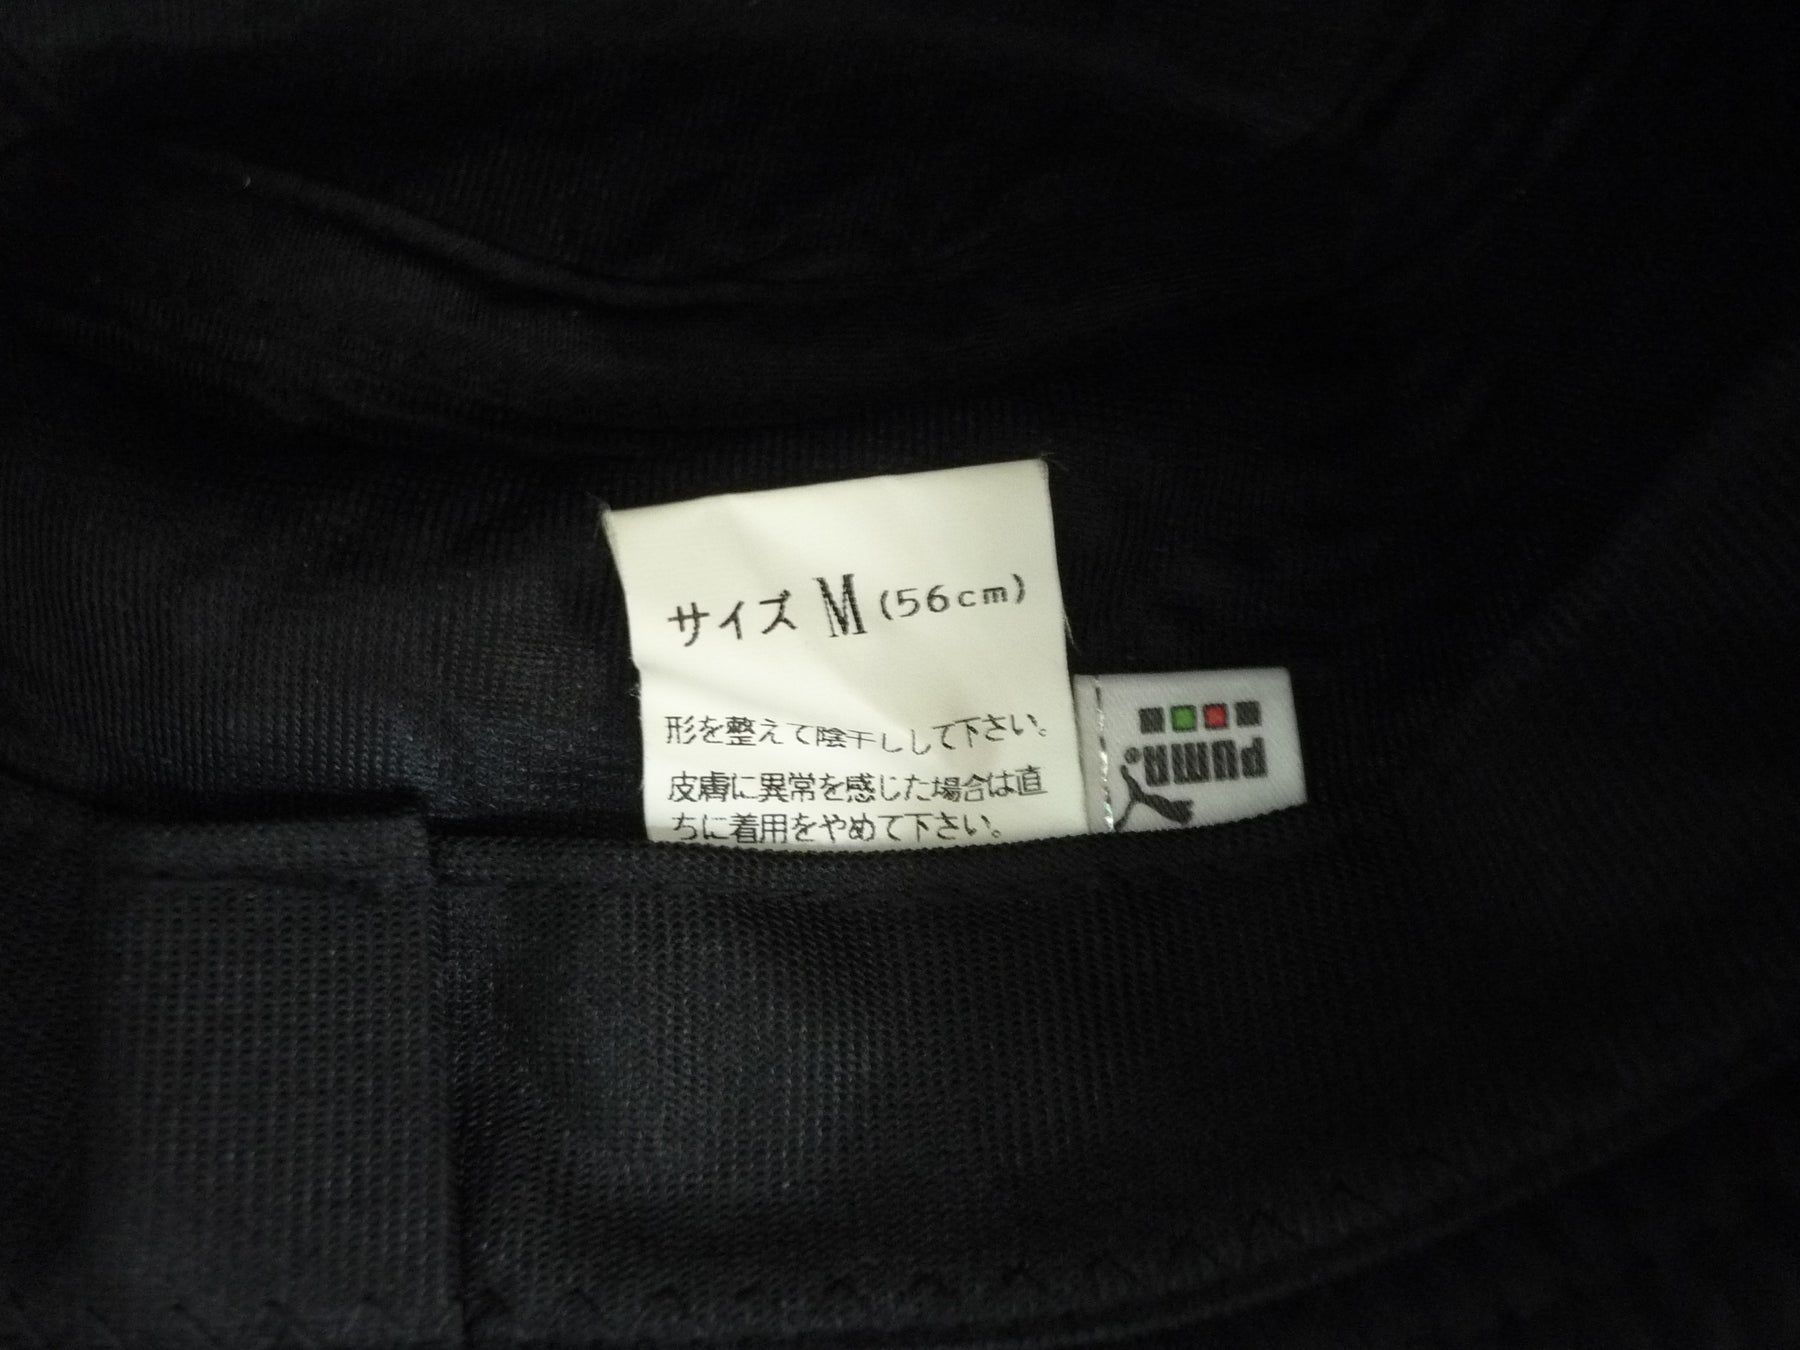 サイズ M (56cm)
形を整えて陰干しして下さい。
皮膚に異常を感じた場合は直
ちに着用をやめて下さい。
PUMA